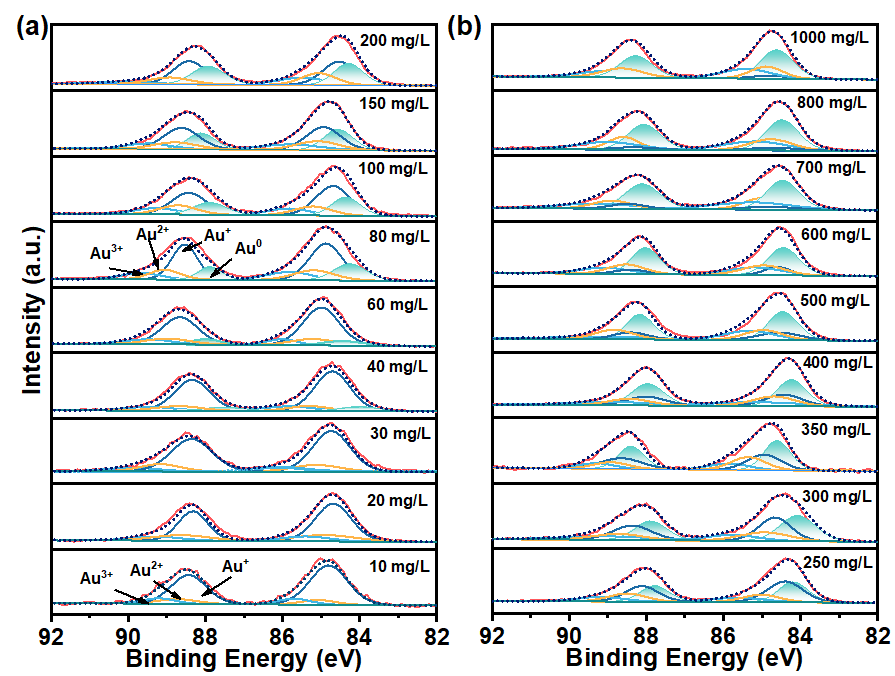 (a)
200 mg/L
150 mg/L
100 mg/L
80 mg/L
Au³⁺
Au²⁺
Au⁺
Au⁰
60 mg/L
40 mg/L
30 mg/L
20 mg/L
10 mg/L
Au³⁺
Au²⁺
Au⁺
Intensity (a.u.)
92 90 88 86 84 82
Binding Energy (eV)
(b)
1000 mg/L
800 mg/L
700 mg/L
600 mg/L
500 mg/L
400 mg/L
350 mg/L
300 mg/L
250 mg/L
92 90 88 86 84 82
Binding Energy (eV)